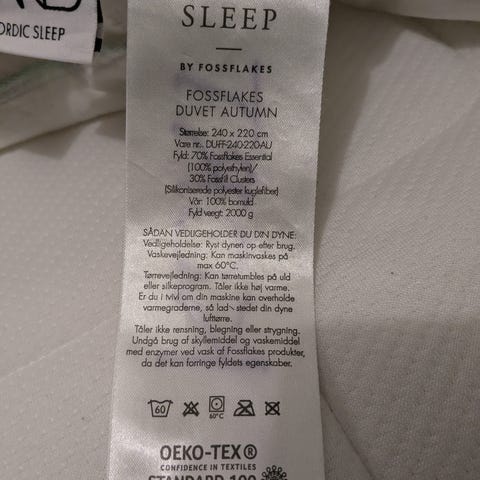 ORDIC SLEEP
SLEEP
BY FOSSFLAKES
FOSSFLAKES
DUVET AUTUMN
Størrelse: 240 x 220 cm
Vare nr.: DUFF-240-220AU
Fyld: 70% Fossflakes Essential
(100% polyethylen)/
30% Fossfill Clusters
(Silikoniserede polyester kuglefiber)
Vår: 100% bomuld
Fyld vægt: 2000 g
SÅDAN VEDLIGEHOLDER DU DIN DYNE:
Vedligeholdelse: Ryst dynen op efter brug.
Vaskevejledning: Kan maskinvaskes på
max 60°C.
Tørrevejledning: Kan tørretumbles på uld
eller silkeprogram. Tåler ikke høj varme.
Er du i tvivl om din maskine kan overholde
varmegraderne, så lad stedet din dyne
lufttørre.
Tåler ikke rensning, blegning eller strygning.
Undgå brug af skyllemiddel og vaskemiddel
med enzymer ved vask af Fossflakes produkter,
da det kan forringe fyldets egenskaber.
60
60°C
OEKO-TEX®
CONFIDENCE IN TEXTILES
STANDARD 100